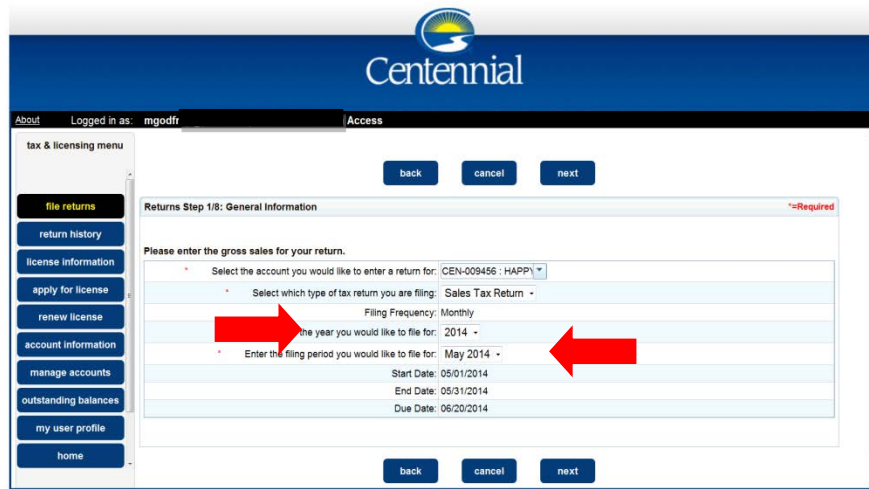 Centennial
About Logged in as: mgodfr Access
tax & licensing menu
back cancel next
file returns
Returns Step 1/8: General Information *=Required
return history
Please enter the gross sales for your return.
license information
* Select the account you would like to enter a return for: CEN-009456 : HAPPY
apply for license
* Select which type of tax return you are filing: Sales Tax Return
renew license
Filing Frequency: Monthly
the year you would like to file for: 2014
account information
* Enter the filing period you would like to file for: May 2014
manage accounts
Start Date: 05/01/2014
End Date: 05/31/2014
outstanding balances
Due Date: 06/20/2014
my user profile
home
back cancel next